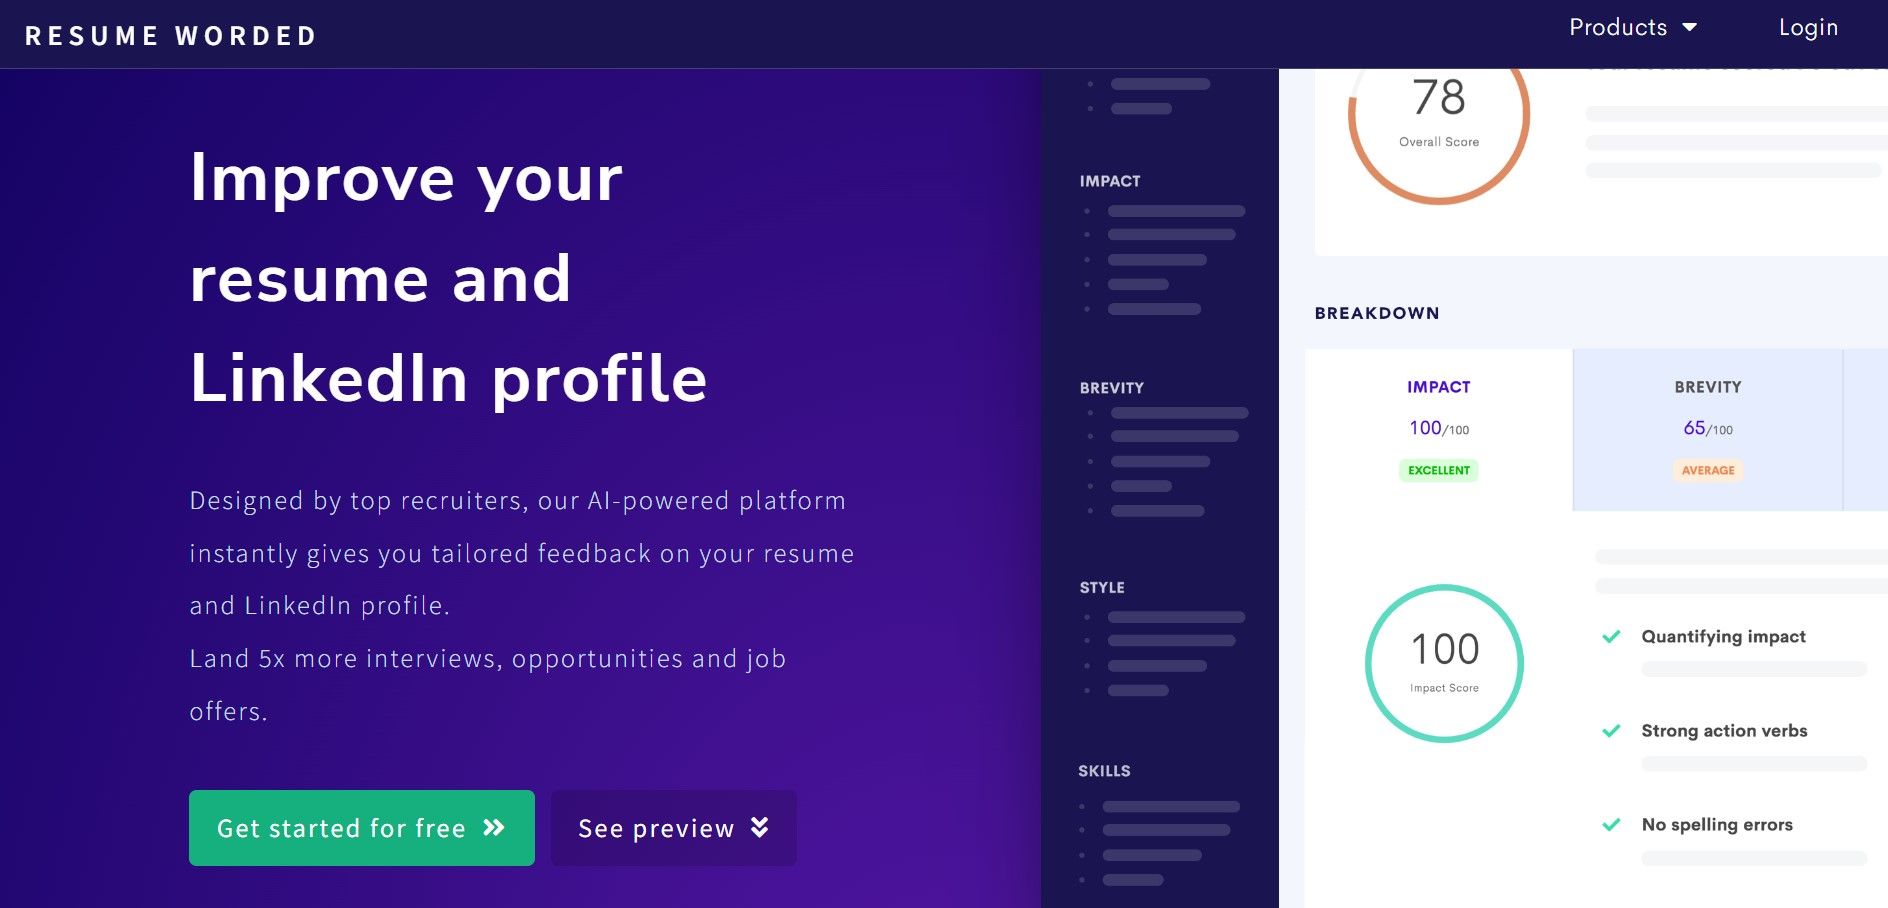 RESUME WORDED
Products
Login
Improve your
resume and
LinkedIn profile
Designed by top recruiters, our AI-powered platform
instantly gives you tailored feedback on your resume
and LinkedIn profile.
Land 5x more interviews, opportunities and job
offers.
Get started for free
See preview
IMPACT
BREVITY
STYLE
SKILLS
78
Overall Score
BREAKDOWN
IMPACT
100/100
EXCELLENT
BREVITY
65/100
AVERAGE
100
Impact Score
Quantifying impact
Strong action verbs
No spelling errors